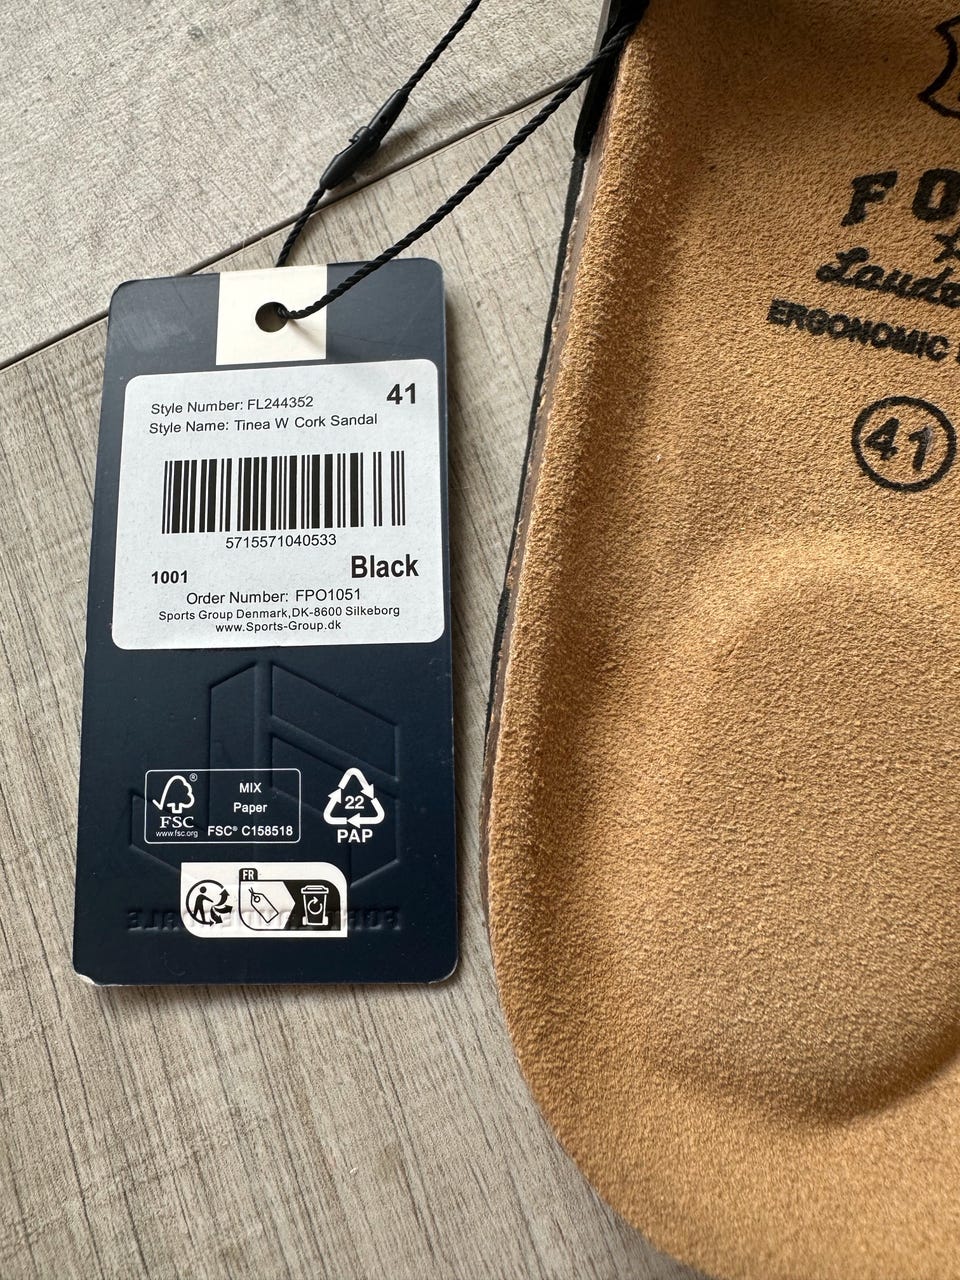 41
Style Number: FL244352
Style Name: Tinea W Cork Sandal
5715571040533
1001
Black
Order Number: FPO1051
Sports Group Denmark,DK-8600 Silkeborg
www.Sports-Group.dk
FSC®
www.fsc.org
MIX
Paper
FSC® C158518
22
PAP
FR
ERGONOMIC
41